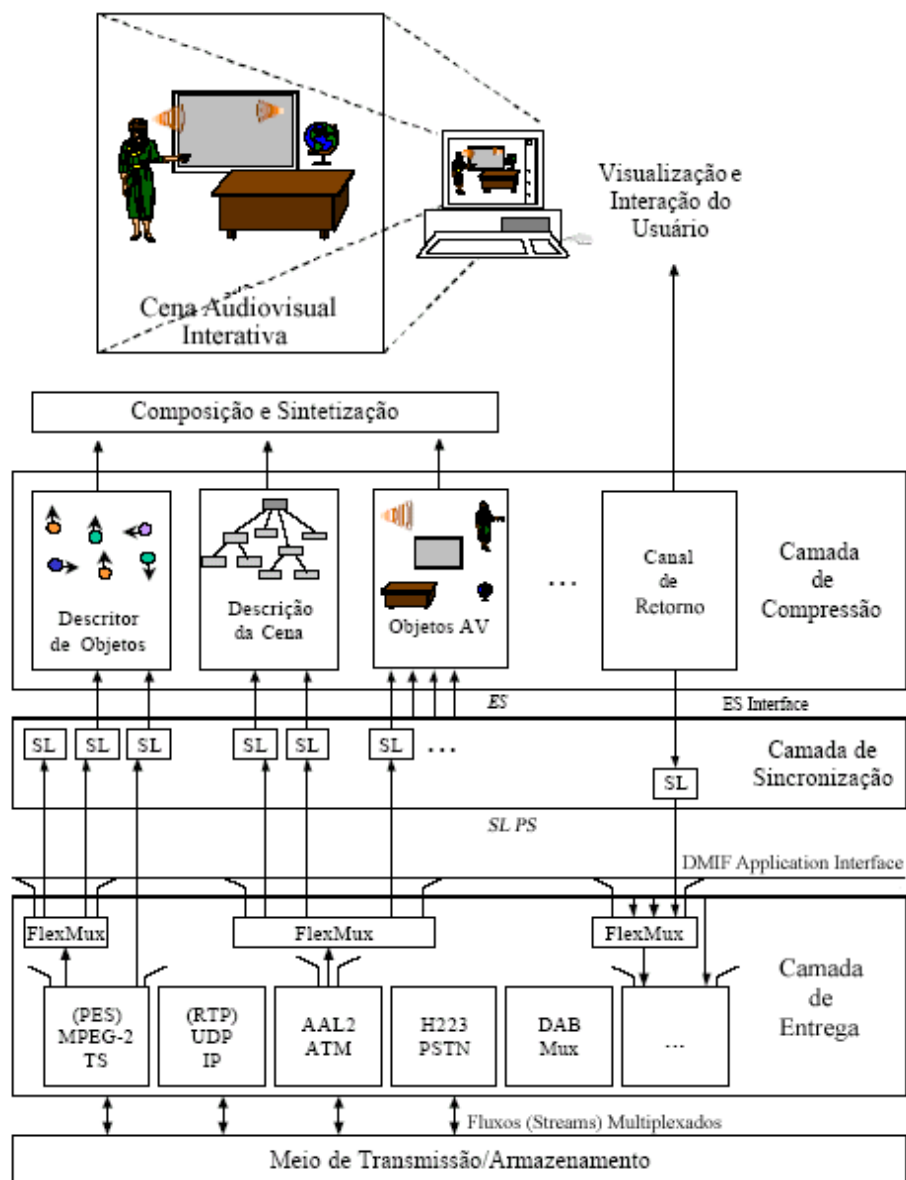 Visualização e
Interação do
Usuário
Cena Audiovisual
Interativa
Composição e Sintetização
Descritor
de Objetos
Descrição
da Cena
Objetos AV
...
Canal
de
Retorno
Camada
de
Compressão
ES
ES Interface
SL
SL
SL
SL
SL
SL
...
SL
Camada de
Sincronização
SL PS
DMIF Application Interface
FlexMux
FlexMux
FlexMux
Camada
de
Entrega
(PES)
MPEG-2
TS
(RTP)
UDP
IP
AAL2
ATM
H223
PSTN
DAB
Mux
...
Fluxos (Streams) Multiplexados
Meio de Transmissão/Armazenamento